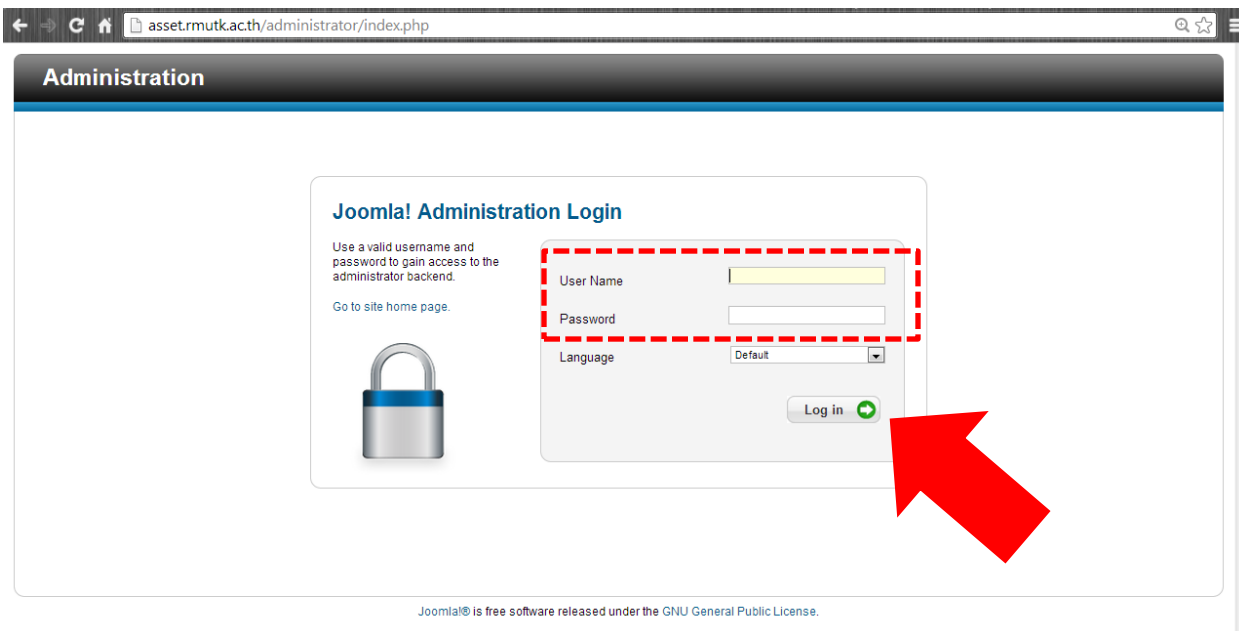 asset.rmutk.ac.th/administrator/index.php
Administration
Joomla! Administration Login
Use a valid username and
password to gain access to the
administrator backend.
Go to site home page.
User Name
Password
Language
Default
Log in
Joomla!® is free software released under the GNU General Public License.